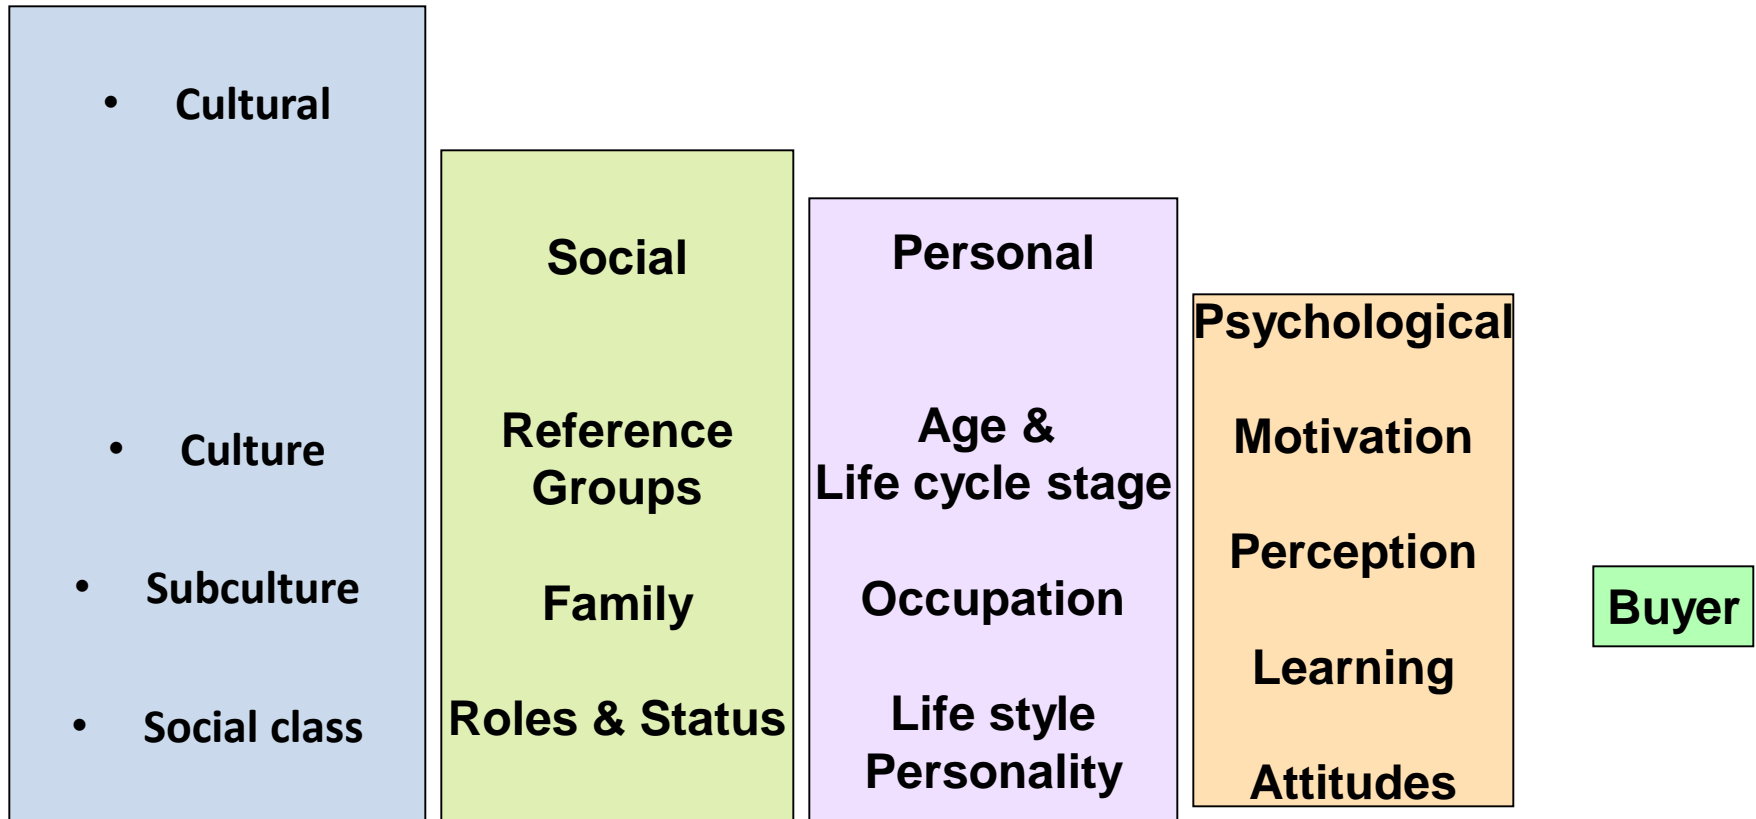 • Cultural
• Culture
• Subculture
• Social class
Social
Reference
Groups
Family
Roles & Status
Personal
Age &
Life cycle stage
Occupation
Life style
Personality
Psychological
Motivation
Perception
Learning
Attitudes
Buyer